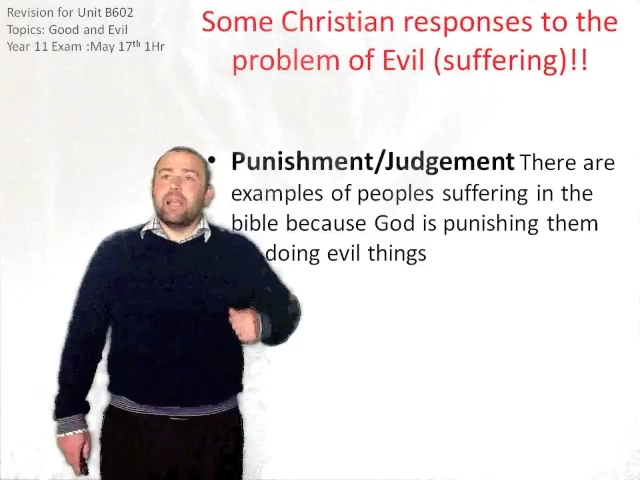 Revision for Unit B602
Topics: Good and Evil
Year 11 Exam :May 17th 1Hr
Some Christian responses to the
problem of Evil (suffering)!!
• Punishment/Judgement There are
examples of peoples suffering in the
bible because God is punishing them
doing evil things